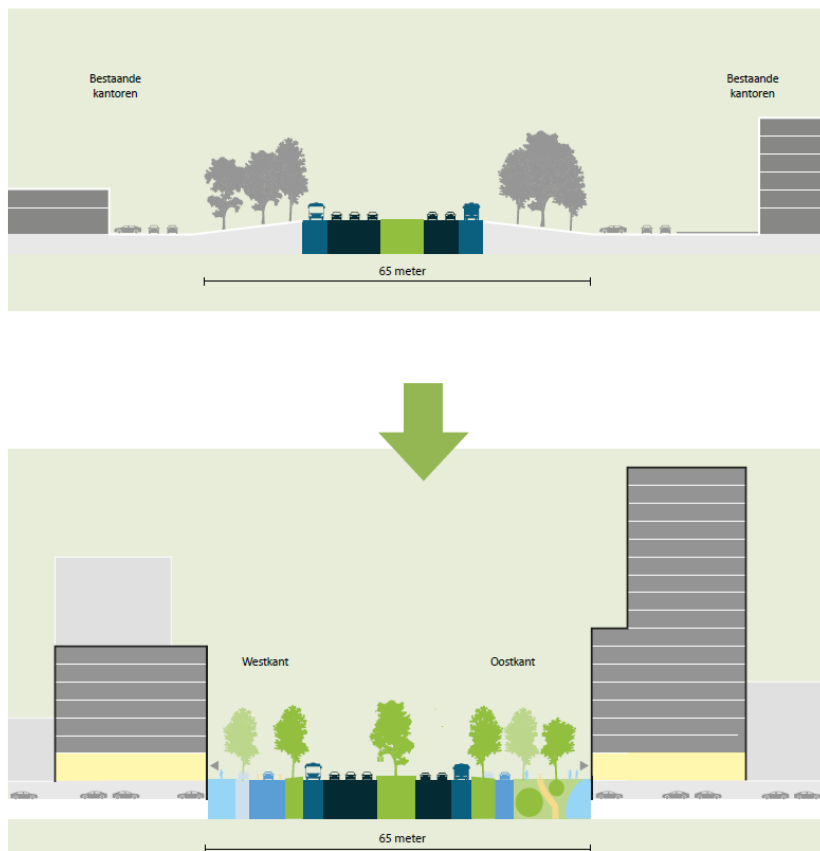 Bestaande
kantoren
Bestaande
kantoren
65 meter
Westkant
Oostkant
65 meter